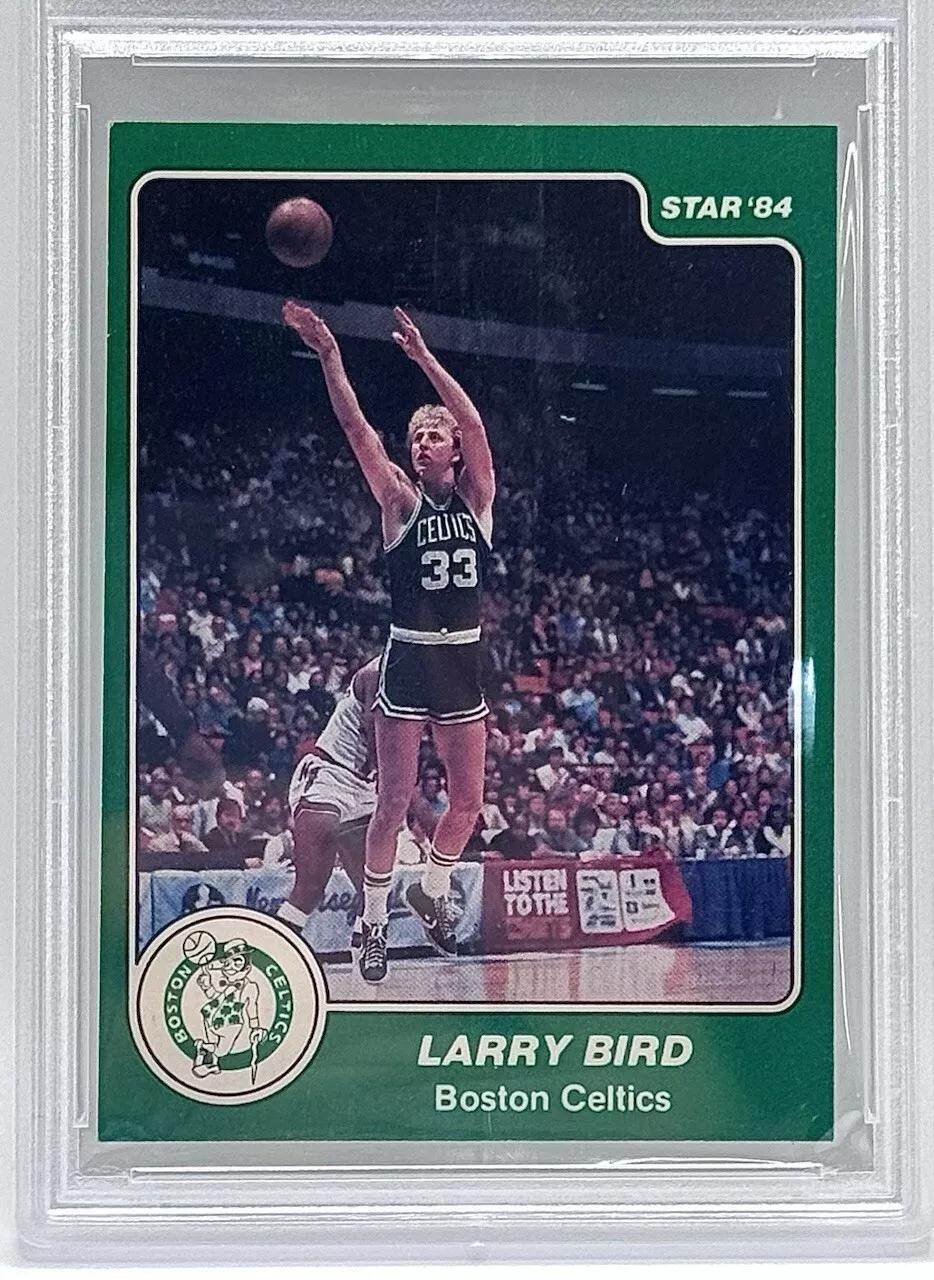 STAR '84
CELTICS
33
LISTEN
TO THE
BOSTON CELTICS
LARRY BIRD
Boston Celtics